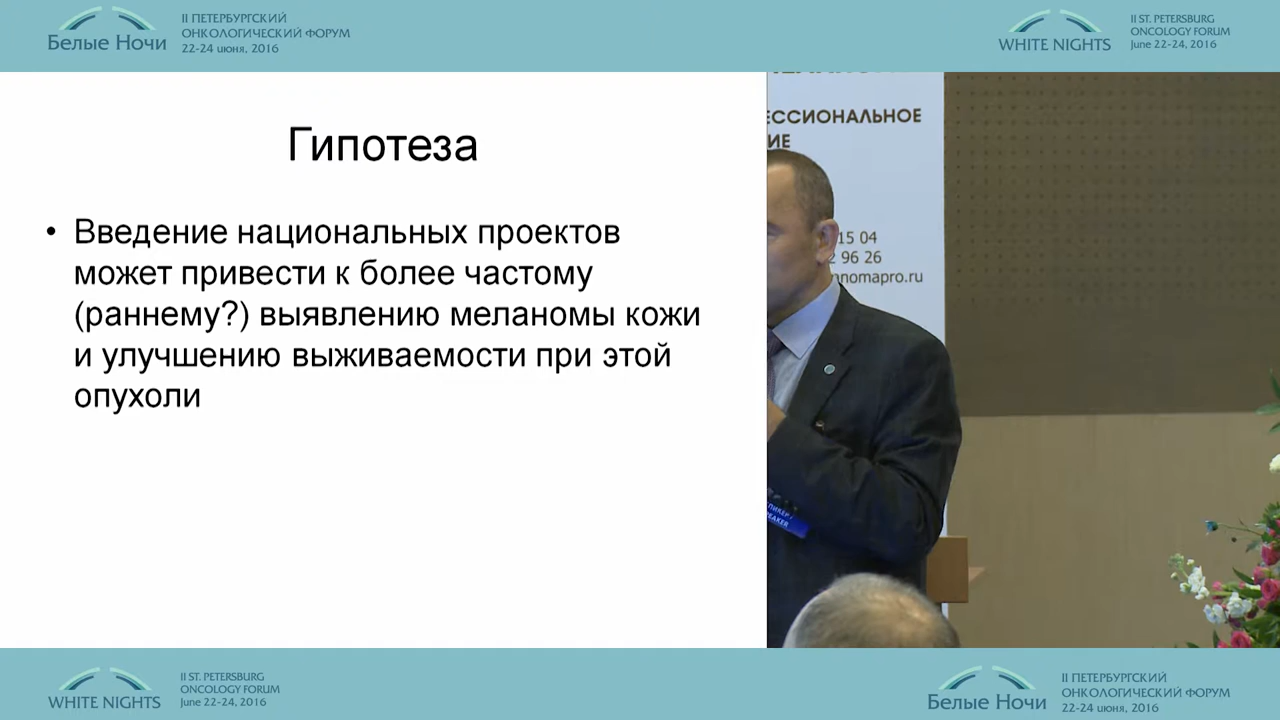 II ПЕТЕРБУРГСКИЙ
ОНКОЛОГИЧЕСКИЙ ФОРУМ
22-24 июня, 2016
Белые Ночи
II ST. PETERSBURG
ONCOLOGY FORUM
June 22-24, 2016
WHITE NIGHTS
Гипотеза
• Введение национальных проектов
может привести к более частому
(раннему?) выявлению меланомы кожи
и улучшению выживаемости при этой
опухоли
ЕССИОНАЛЬНОЕ
ИЕ
15 04
2 96 26
nomapro.ru
SPEAKER
II ST. PETERSBURG
ONCOLOGY FORUM
June 22-24, 2016
WHITE NIGHTS
II ПЕТЕРБУРГСКИЙ
ОНКОЛОГИЧЕСКИЙ ФОРУМ
22-24 июня, 2016
Белые Ночи